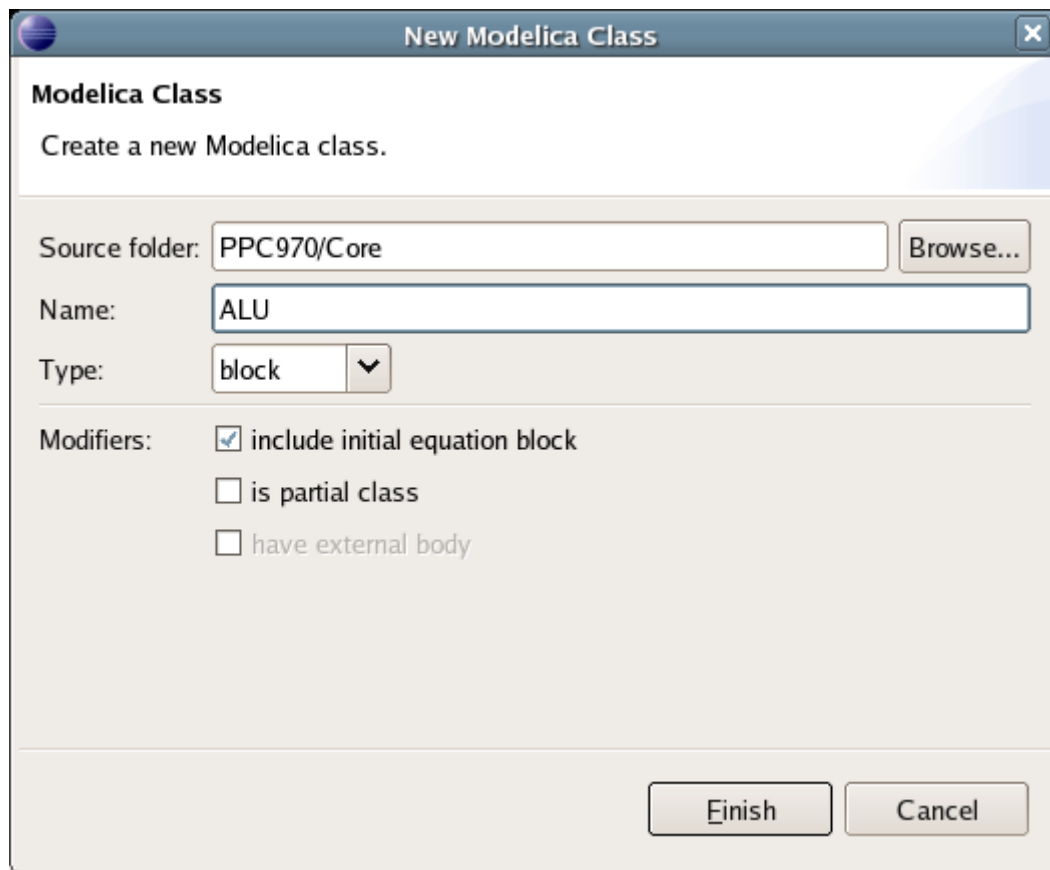 New Modelica Class
Modelica Class
Create a new Modelica class.
Source folder: PPC970/Core Browse...
Name: ALU
Type: block
Modifiers: include initial equation block
is partial class
have external body
Finish Cancel